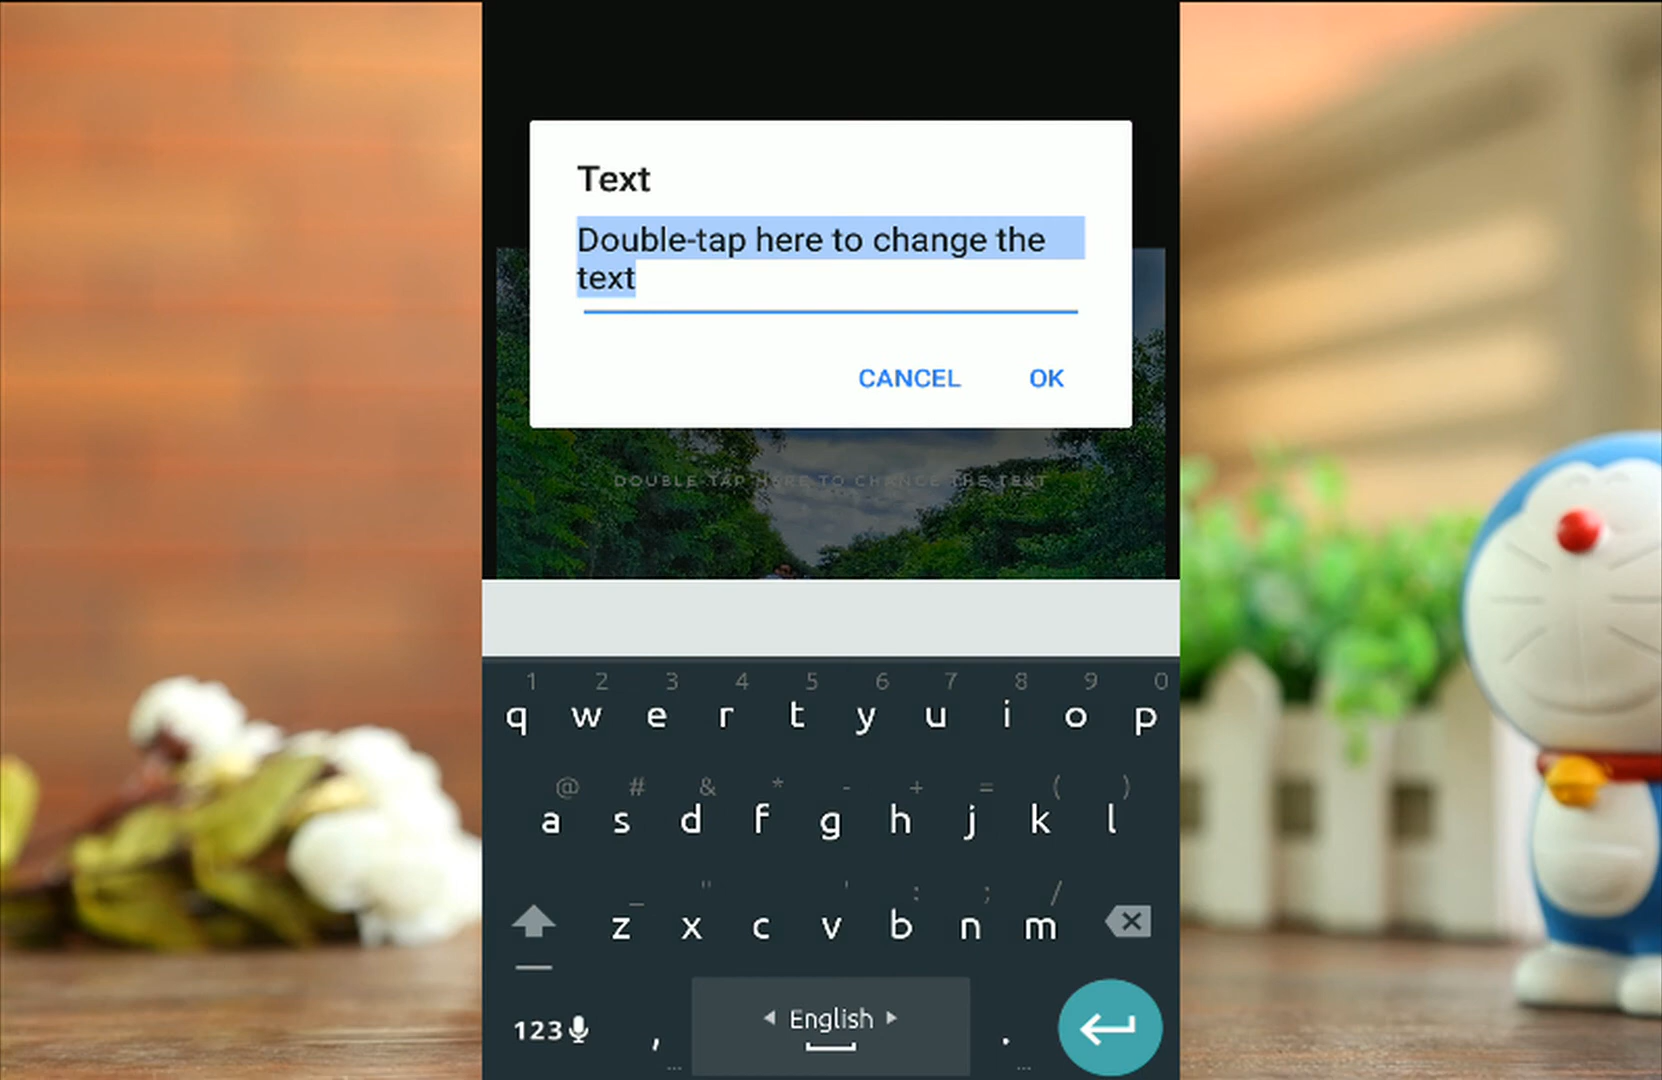 Text
Double-tap here to change the
text
CANCEL OK
DOUBLE-TAP HERE TO CHANGE THE TEXT
1 2 3 4 5 6 7 8 9 0
q w e r t y u i o p
@ # & * - + = ( )
a s d f g h j k l
_ " ' : ; /
z x c v b n m
123 , English .
... ...